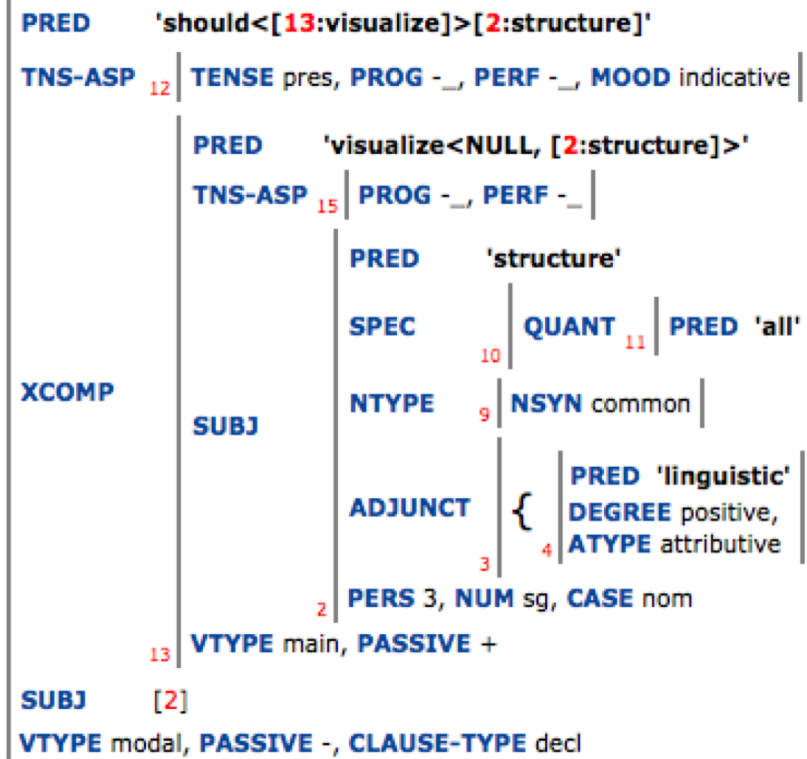 PRED 'should<[13:visualize]>[2:structure]'
TNS-ASP 12 TENSE pres, PROG -_, PERF -_, MOOD indicative
PRED 'visualize<NULL, [2:structure]>'
TNS-ASP 15 PROG -_, PERF -_
PRED 'structure'
SPEC 10 QUANT 11 PRED 'all'
XCOMP
NTYPE 9 NSYN common
SUBJ
PRED 'linguistic'
ADJUNCT 3 { 4 DEGREE positive,
ATYPE attributive
2 PERS 3, NUM sg, CASE nom
13 VTYPE main, PASSIVE +
SUBJ [2]
VTYPE modal, PASSIVE -, CLAUSE-TYPE decl